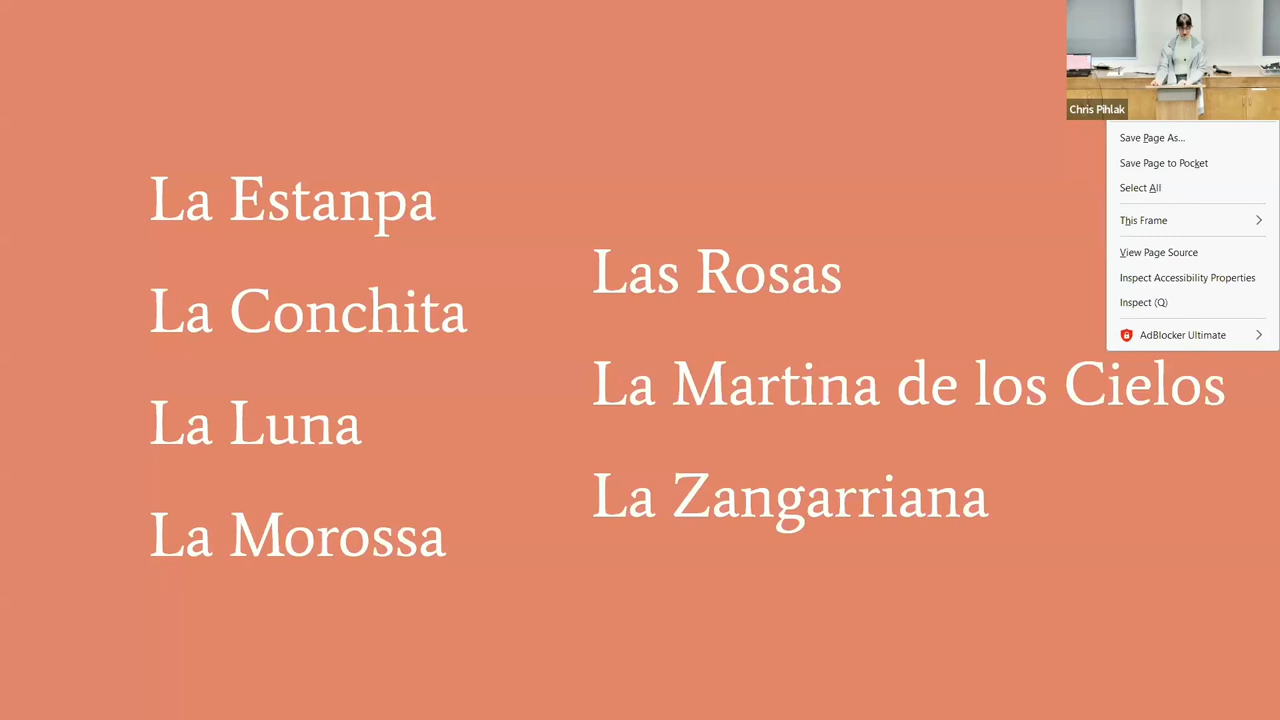 La Estanpa
La Conchita
La Luna
La Morossa
Las Rosas
La Martina de los Cielos
La Zangarriana
Chris Pihlak
Save Page As...
Save Page to Pocket
Select All
This Frame
View Page Source
Inspect Accessibility Properties
Inspect (Q)
AdBlocker Ultimate